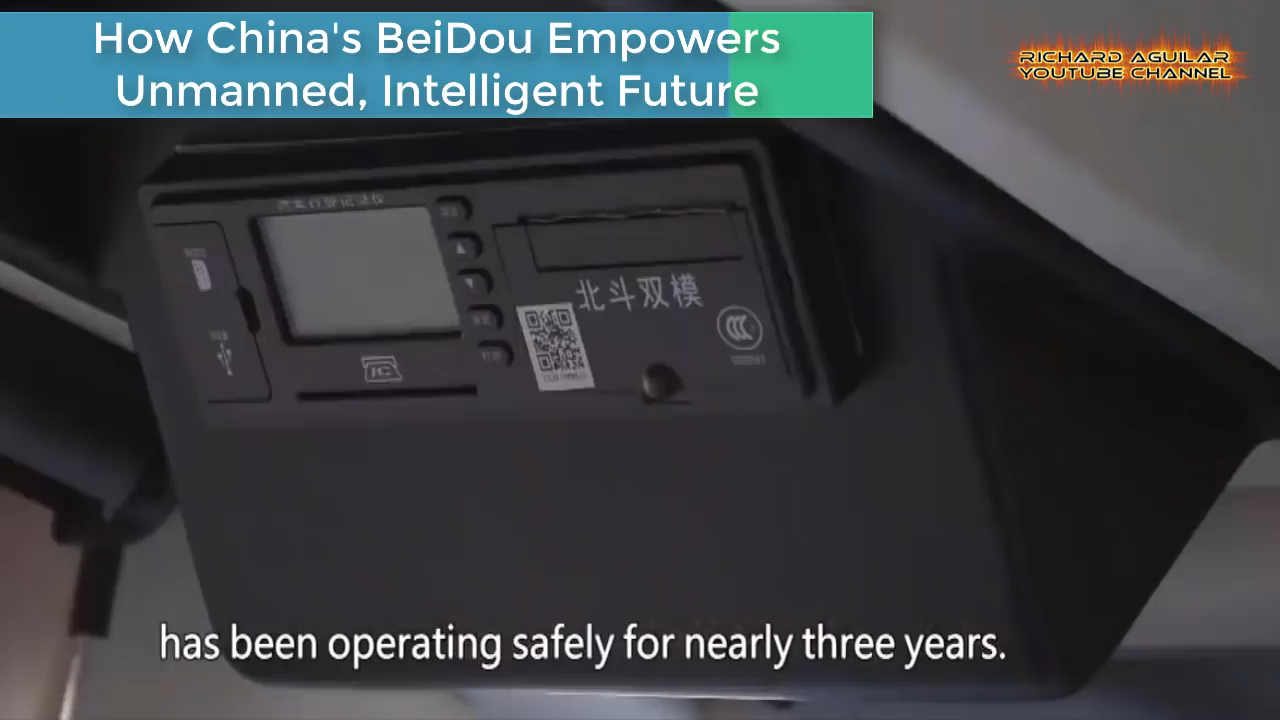 How China's BeiDou Empowers
Unmanned, Intelligent Future
RICHARD AGUILAR
YOUTUBE CHANNEL
北斗双模
CCC
IC
has been operating safely for nearly three years.